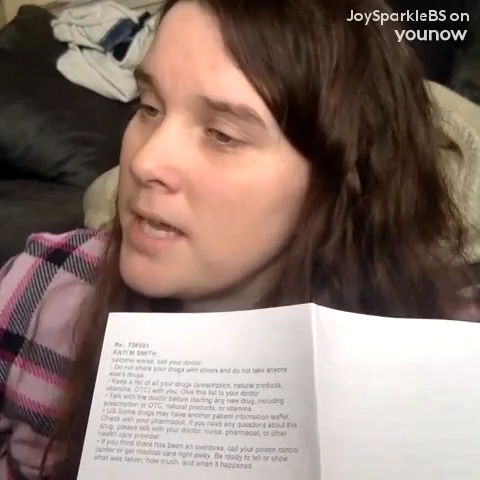 JoySparkleBS on
younow
Rx: 736501
KATI M SMITH
become worse, call your doctor.
• Do not share your drugs with others and do not take anyone
else's drugs.
• Keep a list of all your drugs (prescription, natural products,
vitamins, OTC) with you. Give this list to your doctor.
• Talk with the doctor before starting any new drug, including
prescription or OTC, natural products, or vitamins.
• US Some drugs may have another patient information leaflet.
Check with your pharmacist. If you have any questions about this
drug, please talk with your doctor, nurse, pharmacist, or other
health care provider.
• If you think there has been an overdose, call your poison control
center or get medical care right away. Be ready to tell or show
what was taken, how much, and when it happened.